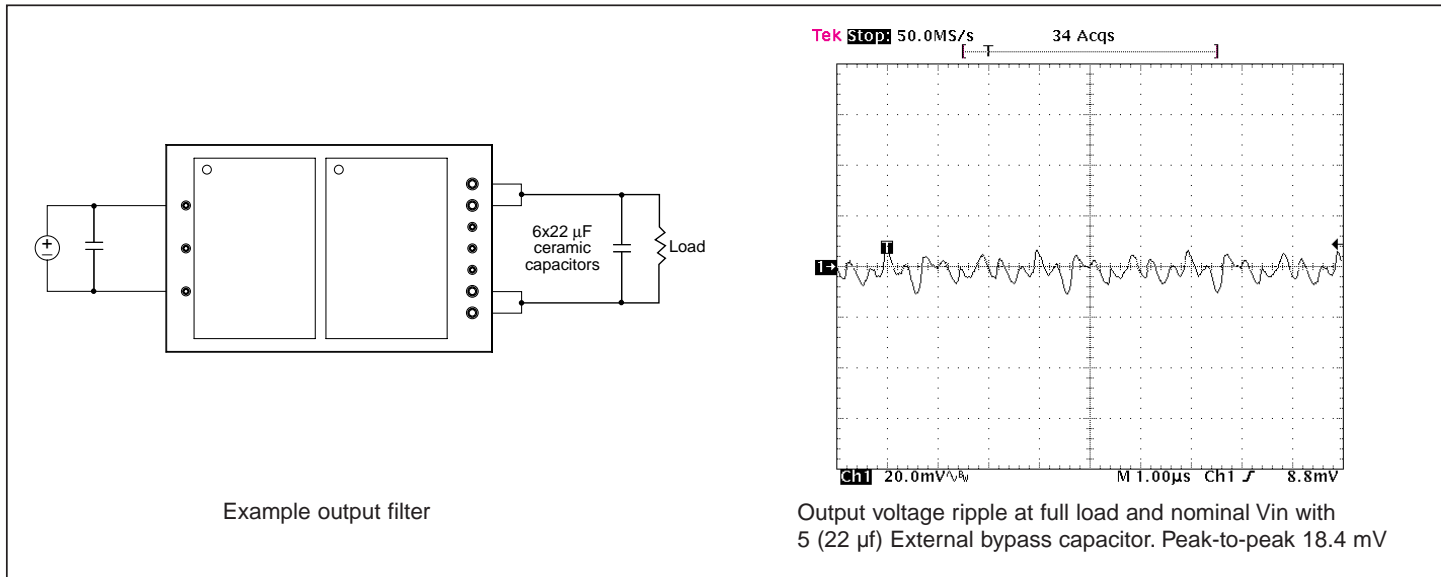 Tek Stop: 50.0MS/s 34 Acqs
[ T ]
+
−
6x22 µF
ceramic
capacitors
Load
T
1→
Ch1 20.0mV∿BW M 1.00µs Ch1 ƒ 8.8mV
Example output filter
Output voltage ripple at full load and nominal Vin with
5 (22 µf) External bypass capacitor. Peak-to-peak 18.4 mV